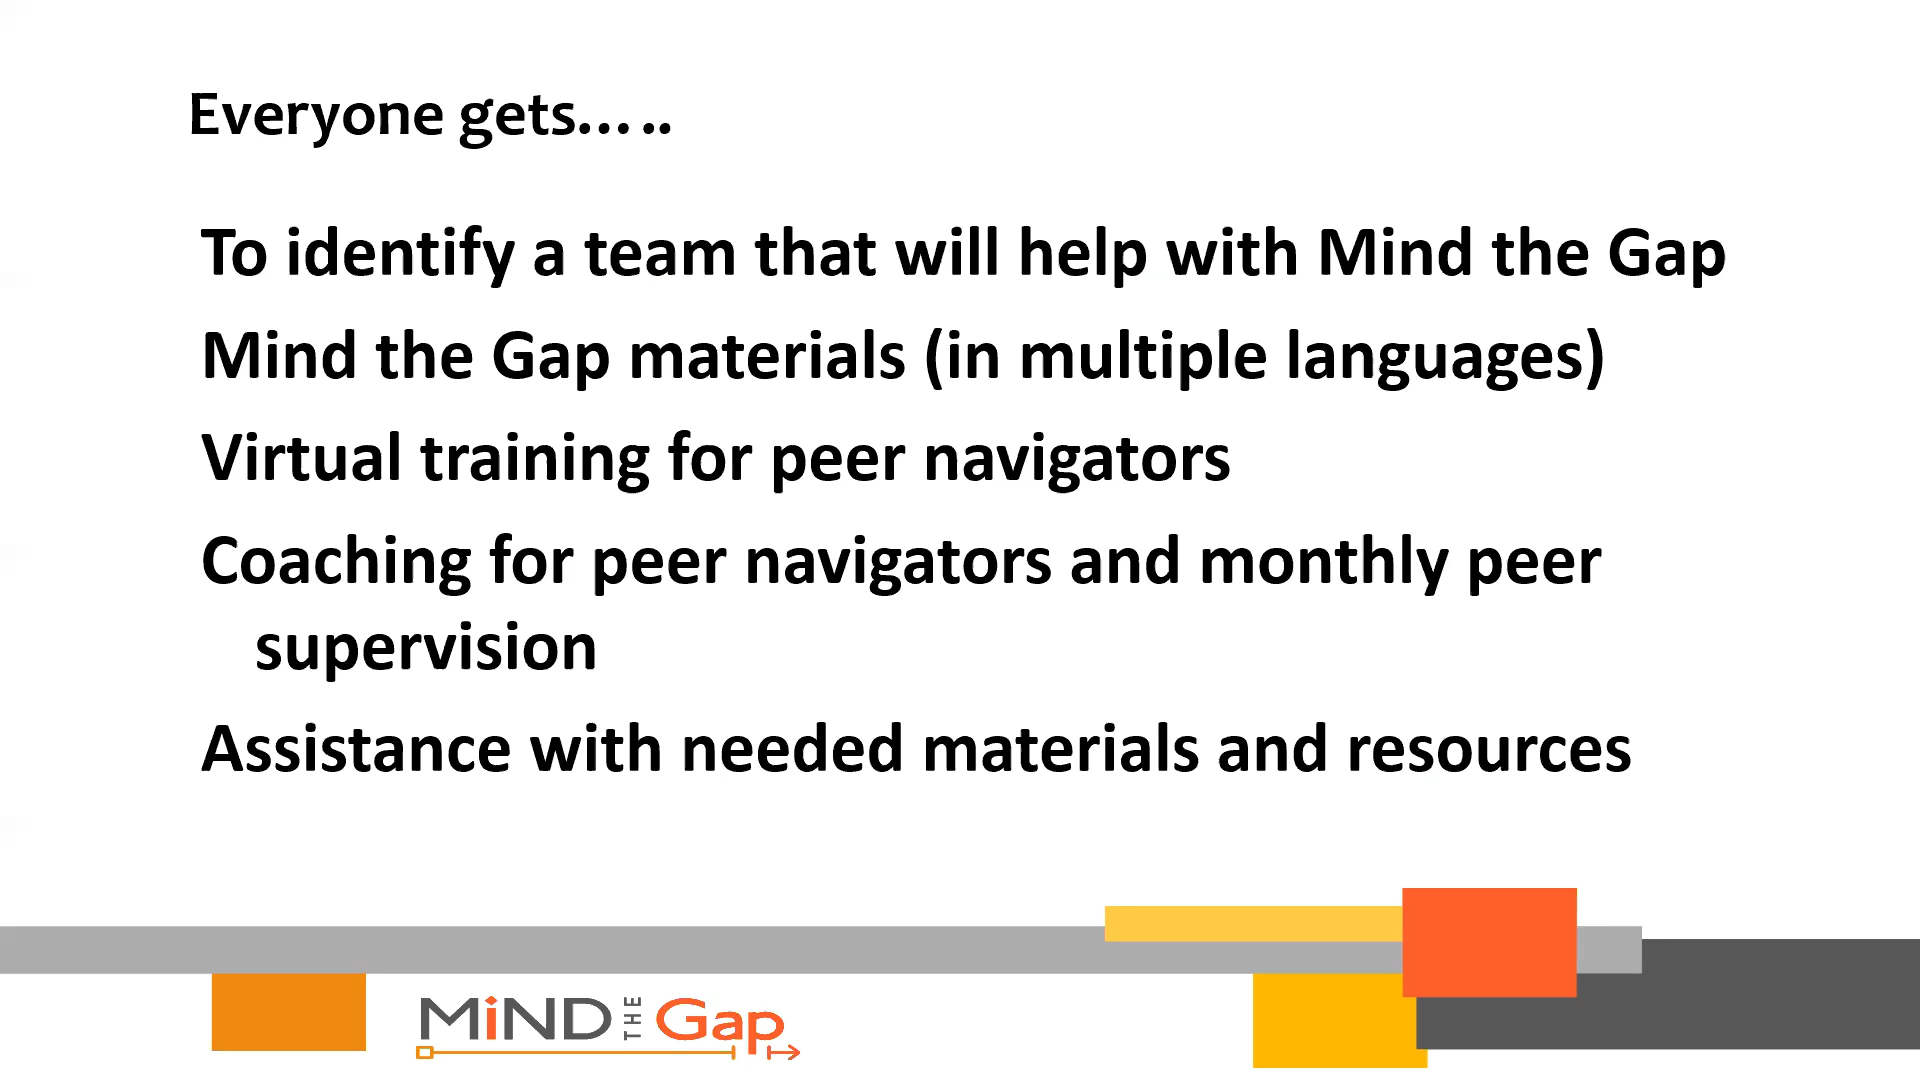 Everyone gets…..
To identify a team that will help with Mind the Gap
Mind the Gap materials (in multiple languages)
Virtual training for peer navigators
Coaching for peer navigators and monthly peer
supervision
Assistance with needed materials and resources
MiND THE Gap